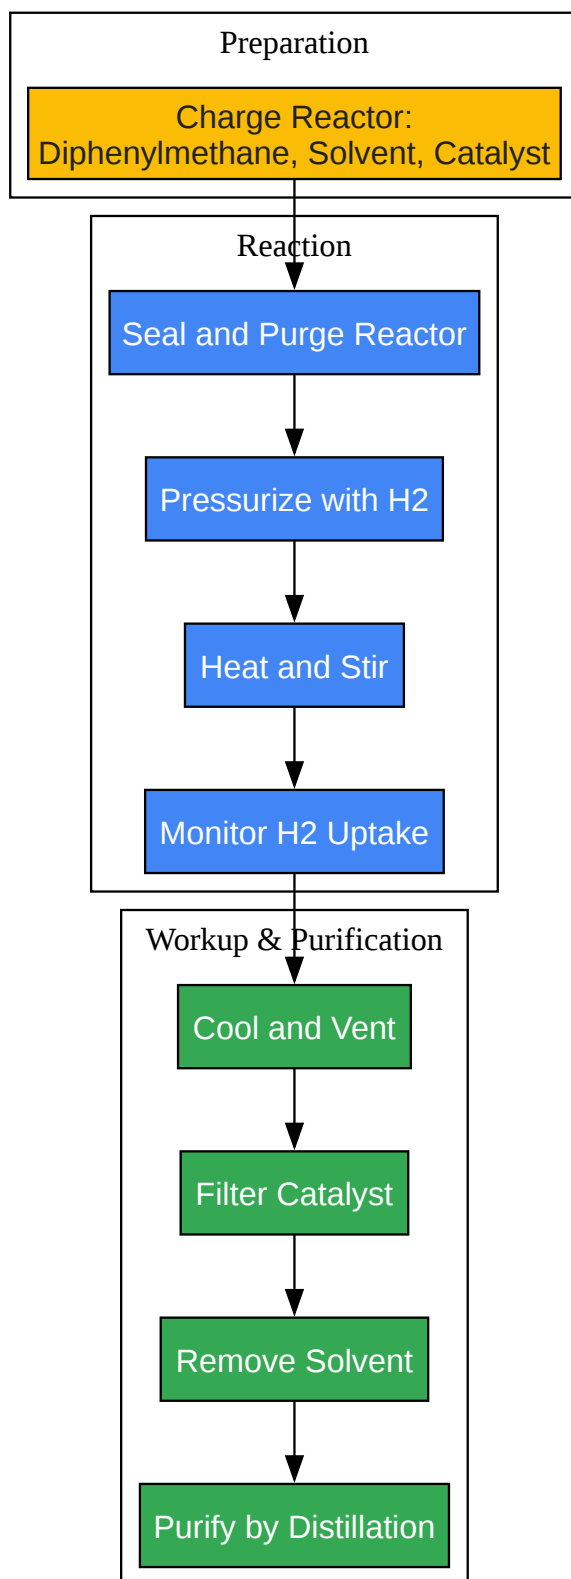 Preparation
Charge Reactor:
Diphenylmethane, Solvent, Catalyst
Reaction
Seal and Purge Reactor
Pressurize with H2
Heat and Stir
Monitor H2 Uptake
Workup & Purification
Cool and Vent
Filter Catalyst
Remove Solvent
Purify by Distillation